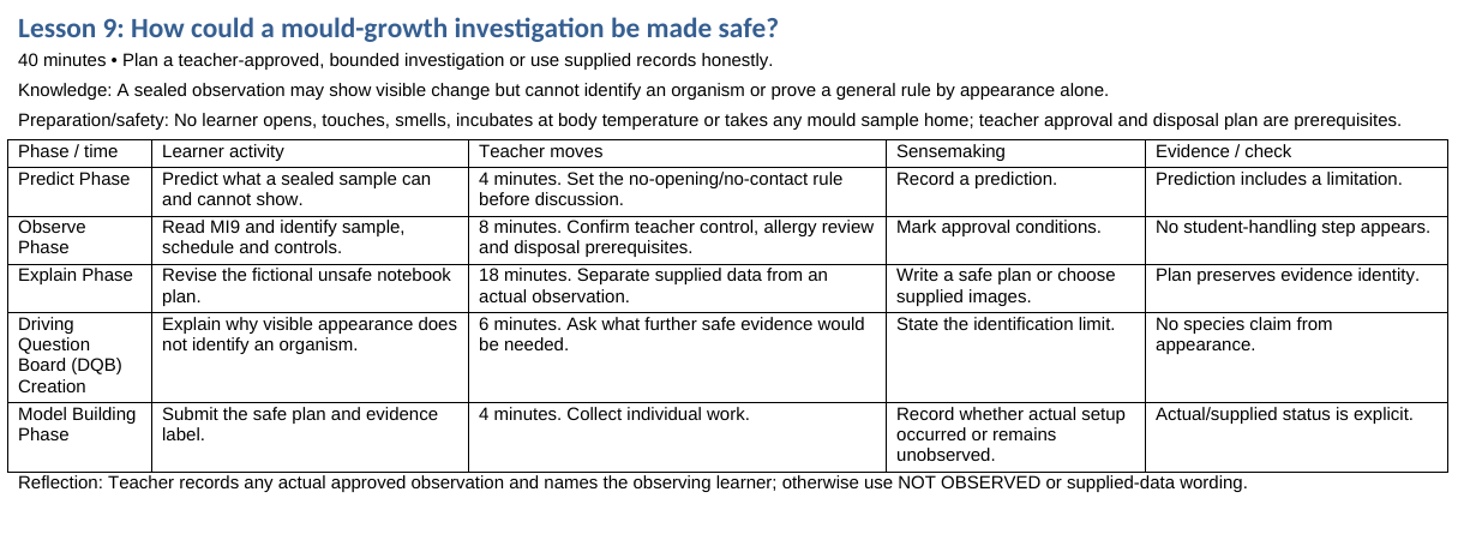 Lesson 9: How could a mould-growth investigation be made safe?
40 minutes • Plan a teacher-approved, bounded investigation or use supplied records honestly.
Knowledge: A sealed observation may show visible change but cannot identify an organism or prove a general rule by appearance alone.
Preparation/safety: No learner opens, touches, smells, incubates at body temperature or takes any mould sample home; teacher approval and disposal plan are prerequisites.
Phase / time
Learner activity
Teacher moves
Sensemaking
Evidence / check
Predict Phase
Predict what a sealed sample can
and cannot show.
4 minutes. Set the no-opening/no-contact rule
before discussion.
Record a prediction.
Prediction includes a limitation.
Observe
Phase
Read MI9 and identify sample,
schedule and controls.
8 minutes. Confirm teacher control, allergy review
and disposal prerequisites.
Mark approval conditions.
No student-handling step appears.
Explain Phase
Revise the fictional unsafe notebook
plan.
18 minutes. Separate supplied data from an
actual observation.
Write a safe plan or choose
supplied images.
Plan preserves evidence identity.
Driving
Question
Board (DQB)
Creation
Explain why visible appearance does
not identify an organism.
6 minutes. Ask what further safe evidence would
be needed.
State the identification limit.
No species claim from
appearance.
Model Building
Phase
Submit the safe plan and evidence
label.
4 minutes. Collect individual work.
Record whether actual setup
occurred or remains
unobserved.
Actual/supplied status is explicit.
Reflection: Teacher records any actual approved observation and names the observing learner; otherwise use NOT OBSERVED or supplied-data wording.